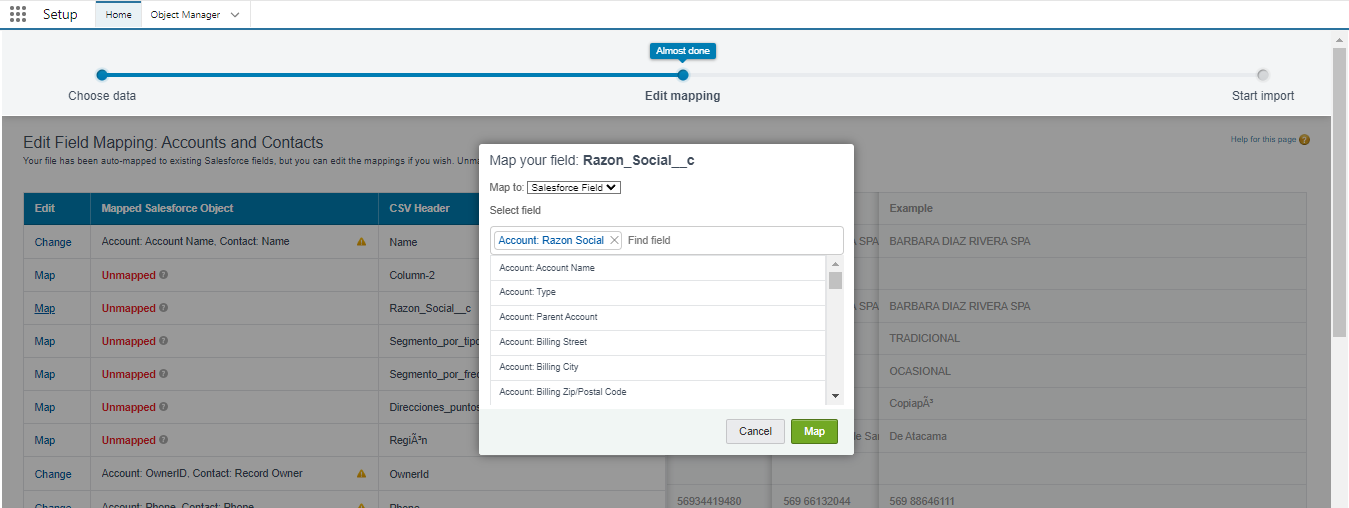 Setup Home Object Manager
Almost done
Choose data Edit mapping Start import
Edit Field Mapping: Accounts and Contacts
Help for this page
Your file has been auto-mapped to existing Salesforce fields, but you can edit the mappings if you wish.
Map your field: Razon_Social__c
Map to: Salesforce Field
Select field
Account: Razon Social Find field
Account: Account Name
Account: Type
Account: Parent Account
Account: Billing Street
Account: Billing City
Account: Billing Zip/Postal Code
Cancel Map
Edit Mapped Salesforce Object CSV Header Example
Change Account: Account Name, Contact: Name Name SPA BARBARA DIAZ RIVERA SPA
Map Unmapped ? Column-2
Map Unmapped ? Razon_Social__c SPA BARBARA DIAZ RIVERA SPA
Map Unmapped ? Segmento_por_tipo TRADICIONAL
Map Unmapped ? Segmento_por_fre OCASIONAL
Map Unmapped ? Direcciones_puntos CopiapÃ³
Map Unmapped ? RegiÃ³n de Sa De Atacama
Change Account: OwnerID, Contact: Record Owner OwnerId
Change Account: Phone, Contact: Phone Phone 56934419480 569 66132044 569 88646111